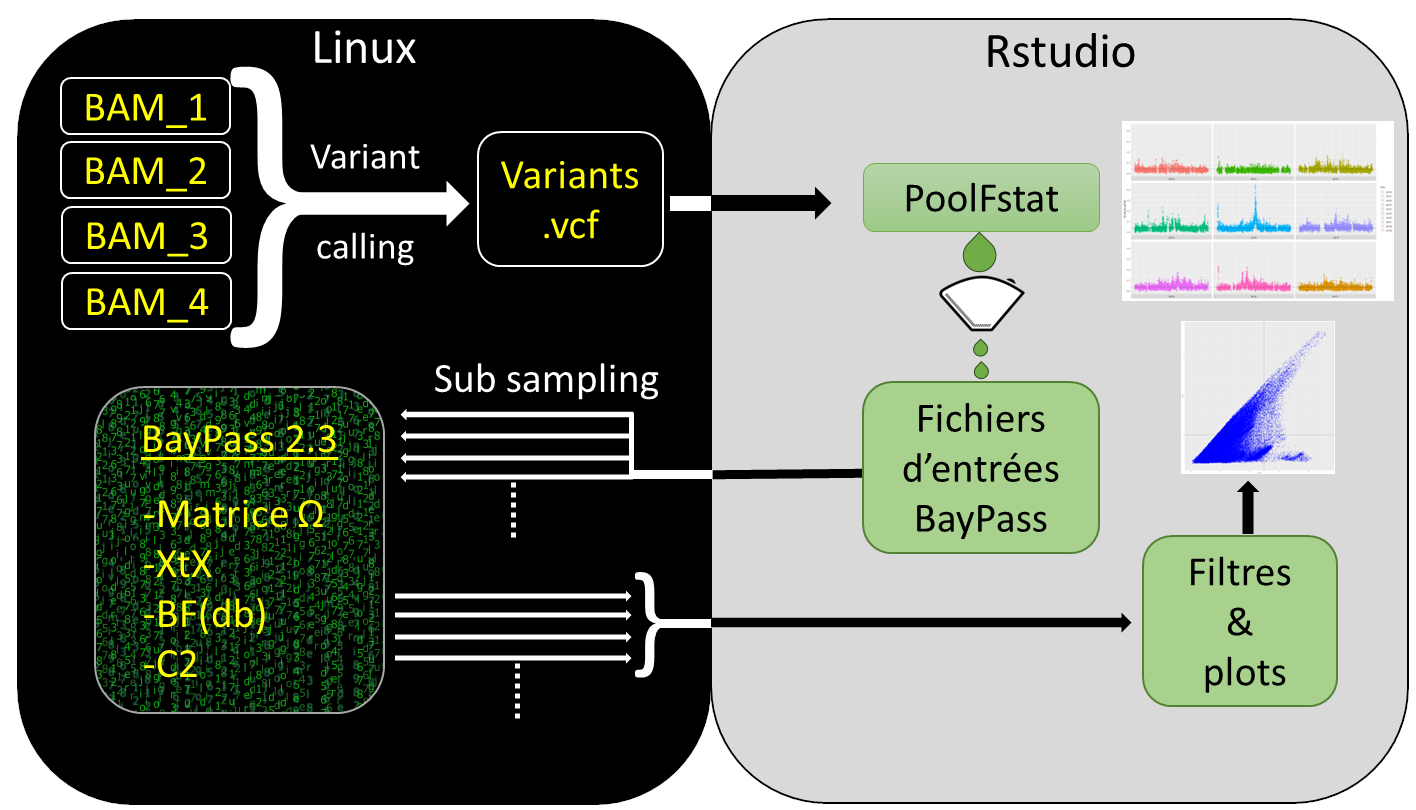 Linux
BAM_1
BAM_2
BAM_3
BAM_4
Variant
calling
Variants
.vcf
Rstudio
PoolFstat
Fichiers
d’entrées
BayPass
Sub sampling
BayPass 2.3
-Matrice Ω
-XtX
-BF(db)
-C2
Filtres
&
plots